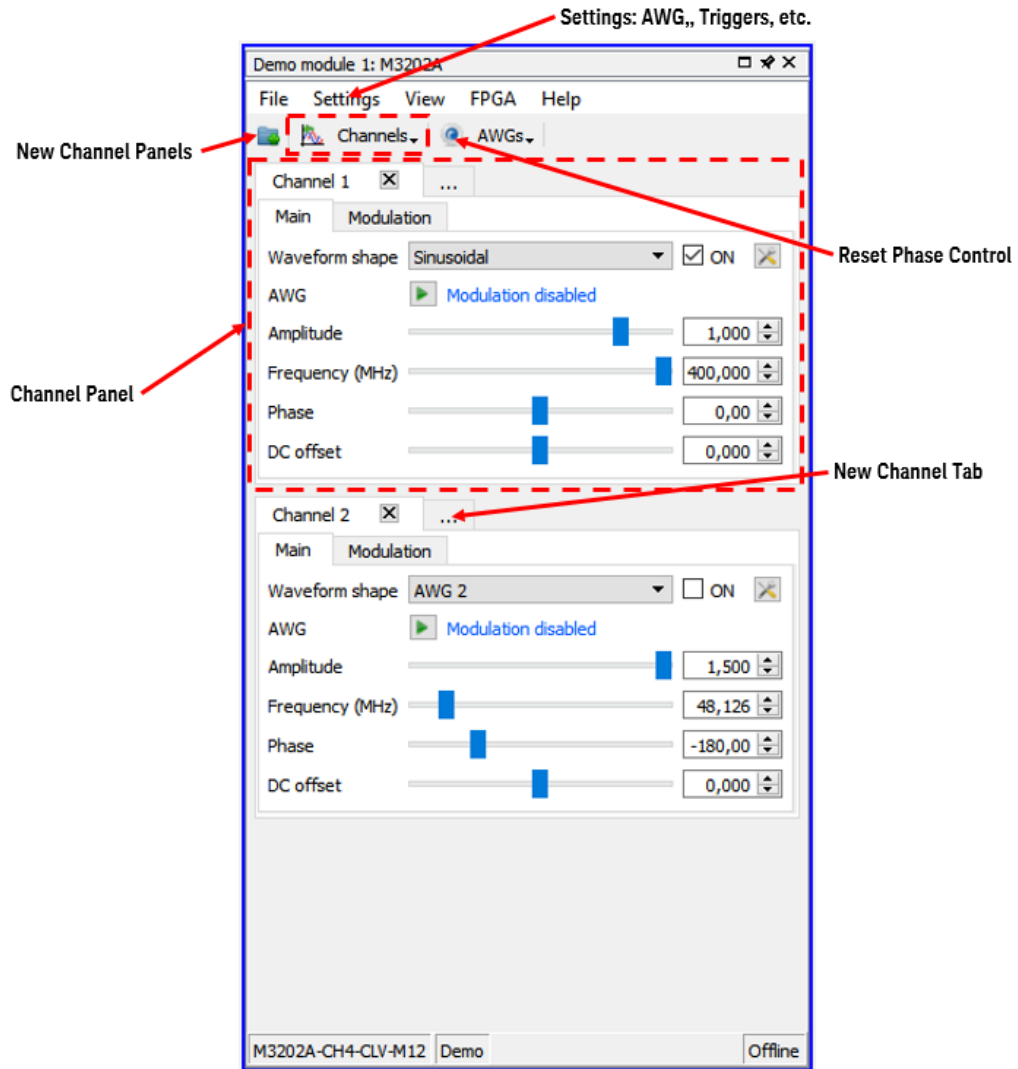 Settings: AWG,, Triggers, etc.
Demo module 1: M3202A
File Settings View FPGA Help
Channels AWGs
New Channel Panels
Channel 1 ...
Main Modulation
Waveform shape Sinusoidal ON
Reset Phase Control
AWG Modulation disabled
Amplitude 1,000
Frequency (MHz) 400,000
Channel Panel
Phase 0,00
DC offset 0,000
New Channel Tab
Channel 2 ...
Main Modulation
Waveform shape AWG 2 ON
AWG Modulation disabled
Amplitude 1,500
Frequency (MHz) 48,126
Phase -180,00
DC offset 0,000
M3202A-CH4-CLV-M12 Demo Offline